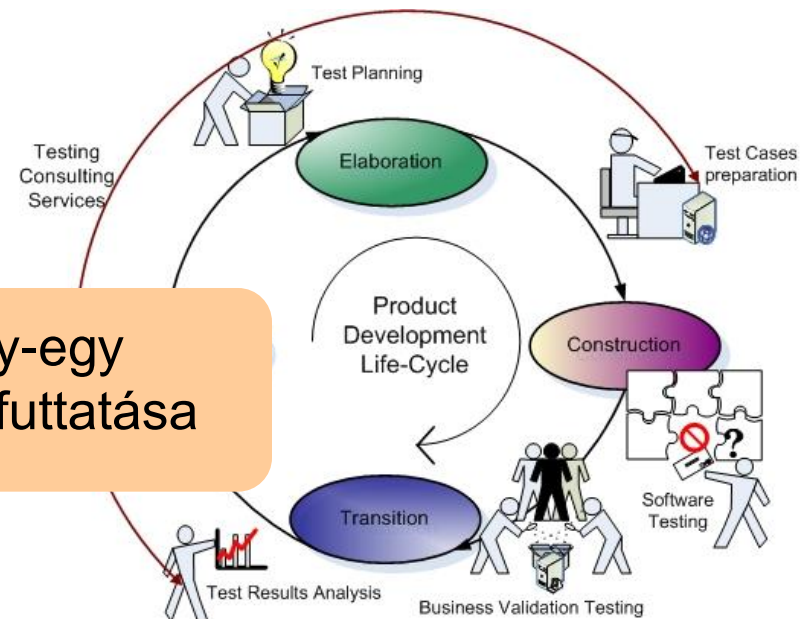 Test Planning
Elaboration
Testing
Consulting
Services
Test Cases
preparation
Product
Development
Life-Cycle
y-egy
futtatása
Construction
?
Software
Testing
Transition
Test Results Analysis
Business Validation Testing